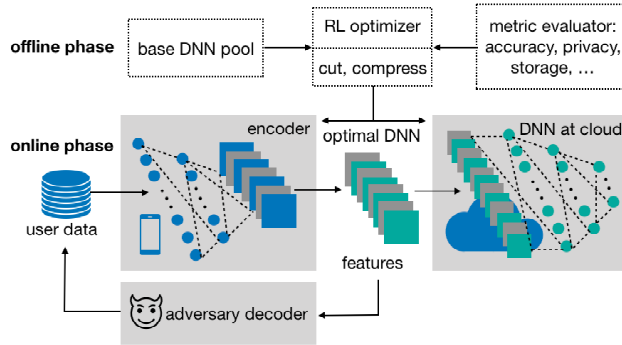 offline phase
base DNN pool
RL optimizer
cut, compress
metric evaluator:
accuracy, privacy,
storage, ...
online phase
encoder
optimal DNN
DNN at cloud
user data
features
adversary decoder